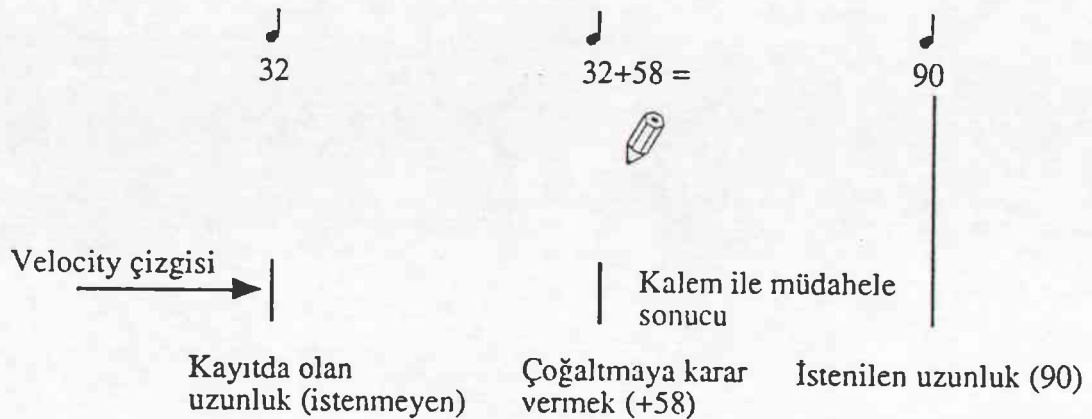 32
32+58 =
90
Velocity çizgisi
Kalem ile müdahele
sonucu
Kayıtda olan
uzunluk (istenmeyen)
Çoğaltmaya karar
vermek (+58)
İstenilen uzunluk (90)